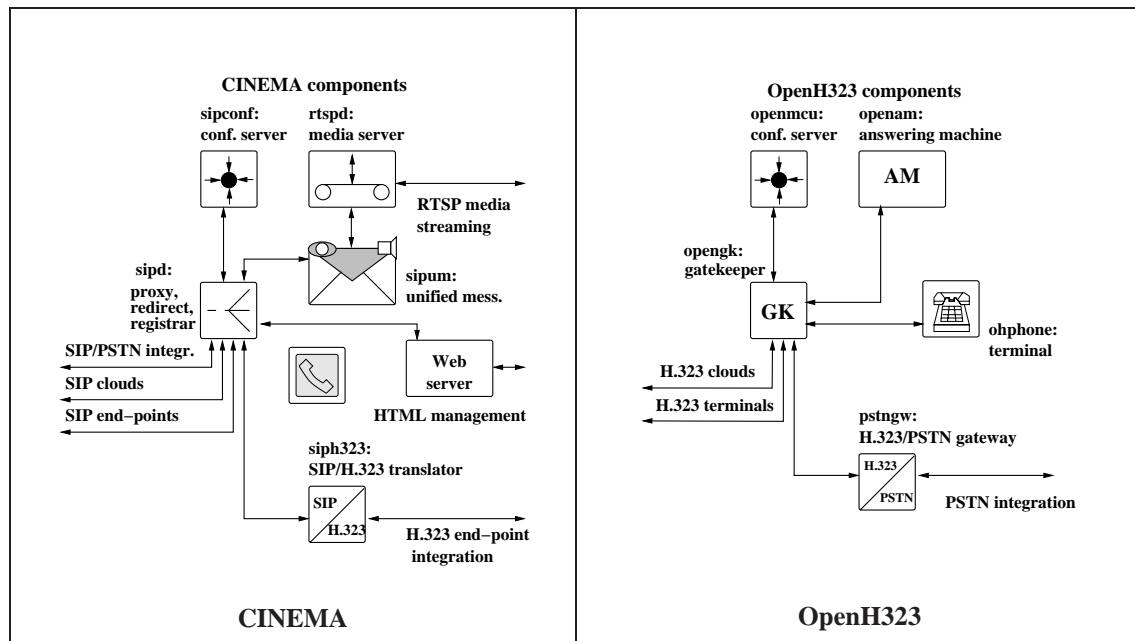 CINEMA components
sipconf:
conf. server
rtspd:
media server
RTSP media
streaming
sipd:
proxy,
redirect,
registrar
sipum:
unified mess.
SIP/PSTN integr.
SIP clouds
SIP end−points
Web
server
HTML management
siph323:
SIP/H.323 translator
SIP
H.323
H.323 end−point
integration
CINEMA
OpenH323 components
openmcu:
conf. server
openam:
answering machine
AM
opengk:
gatekeeper
GK
ohphone:
terminal
H.323 clouds
H.323 terminals
pstngw:
H.323/PSTN gateway
H.323
PSTN
PSTN integration
OpenH323